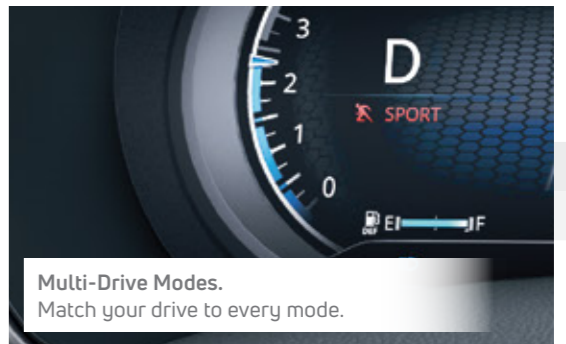 3
D
2
SPORT
1
0
DEF
E F
Multi-Drive Modes.
Match your drive to every mode.